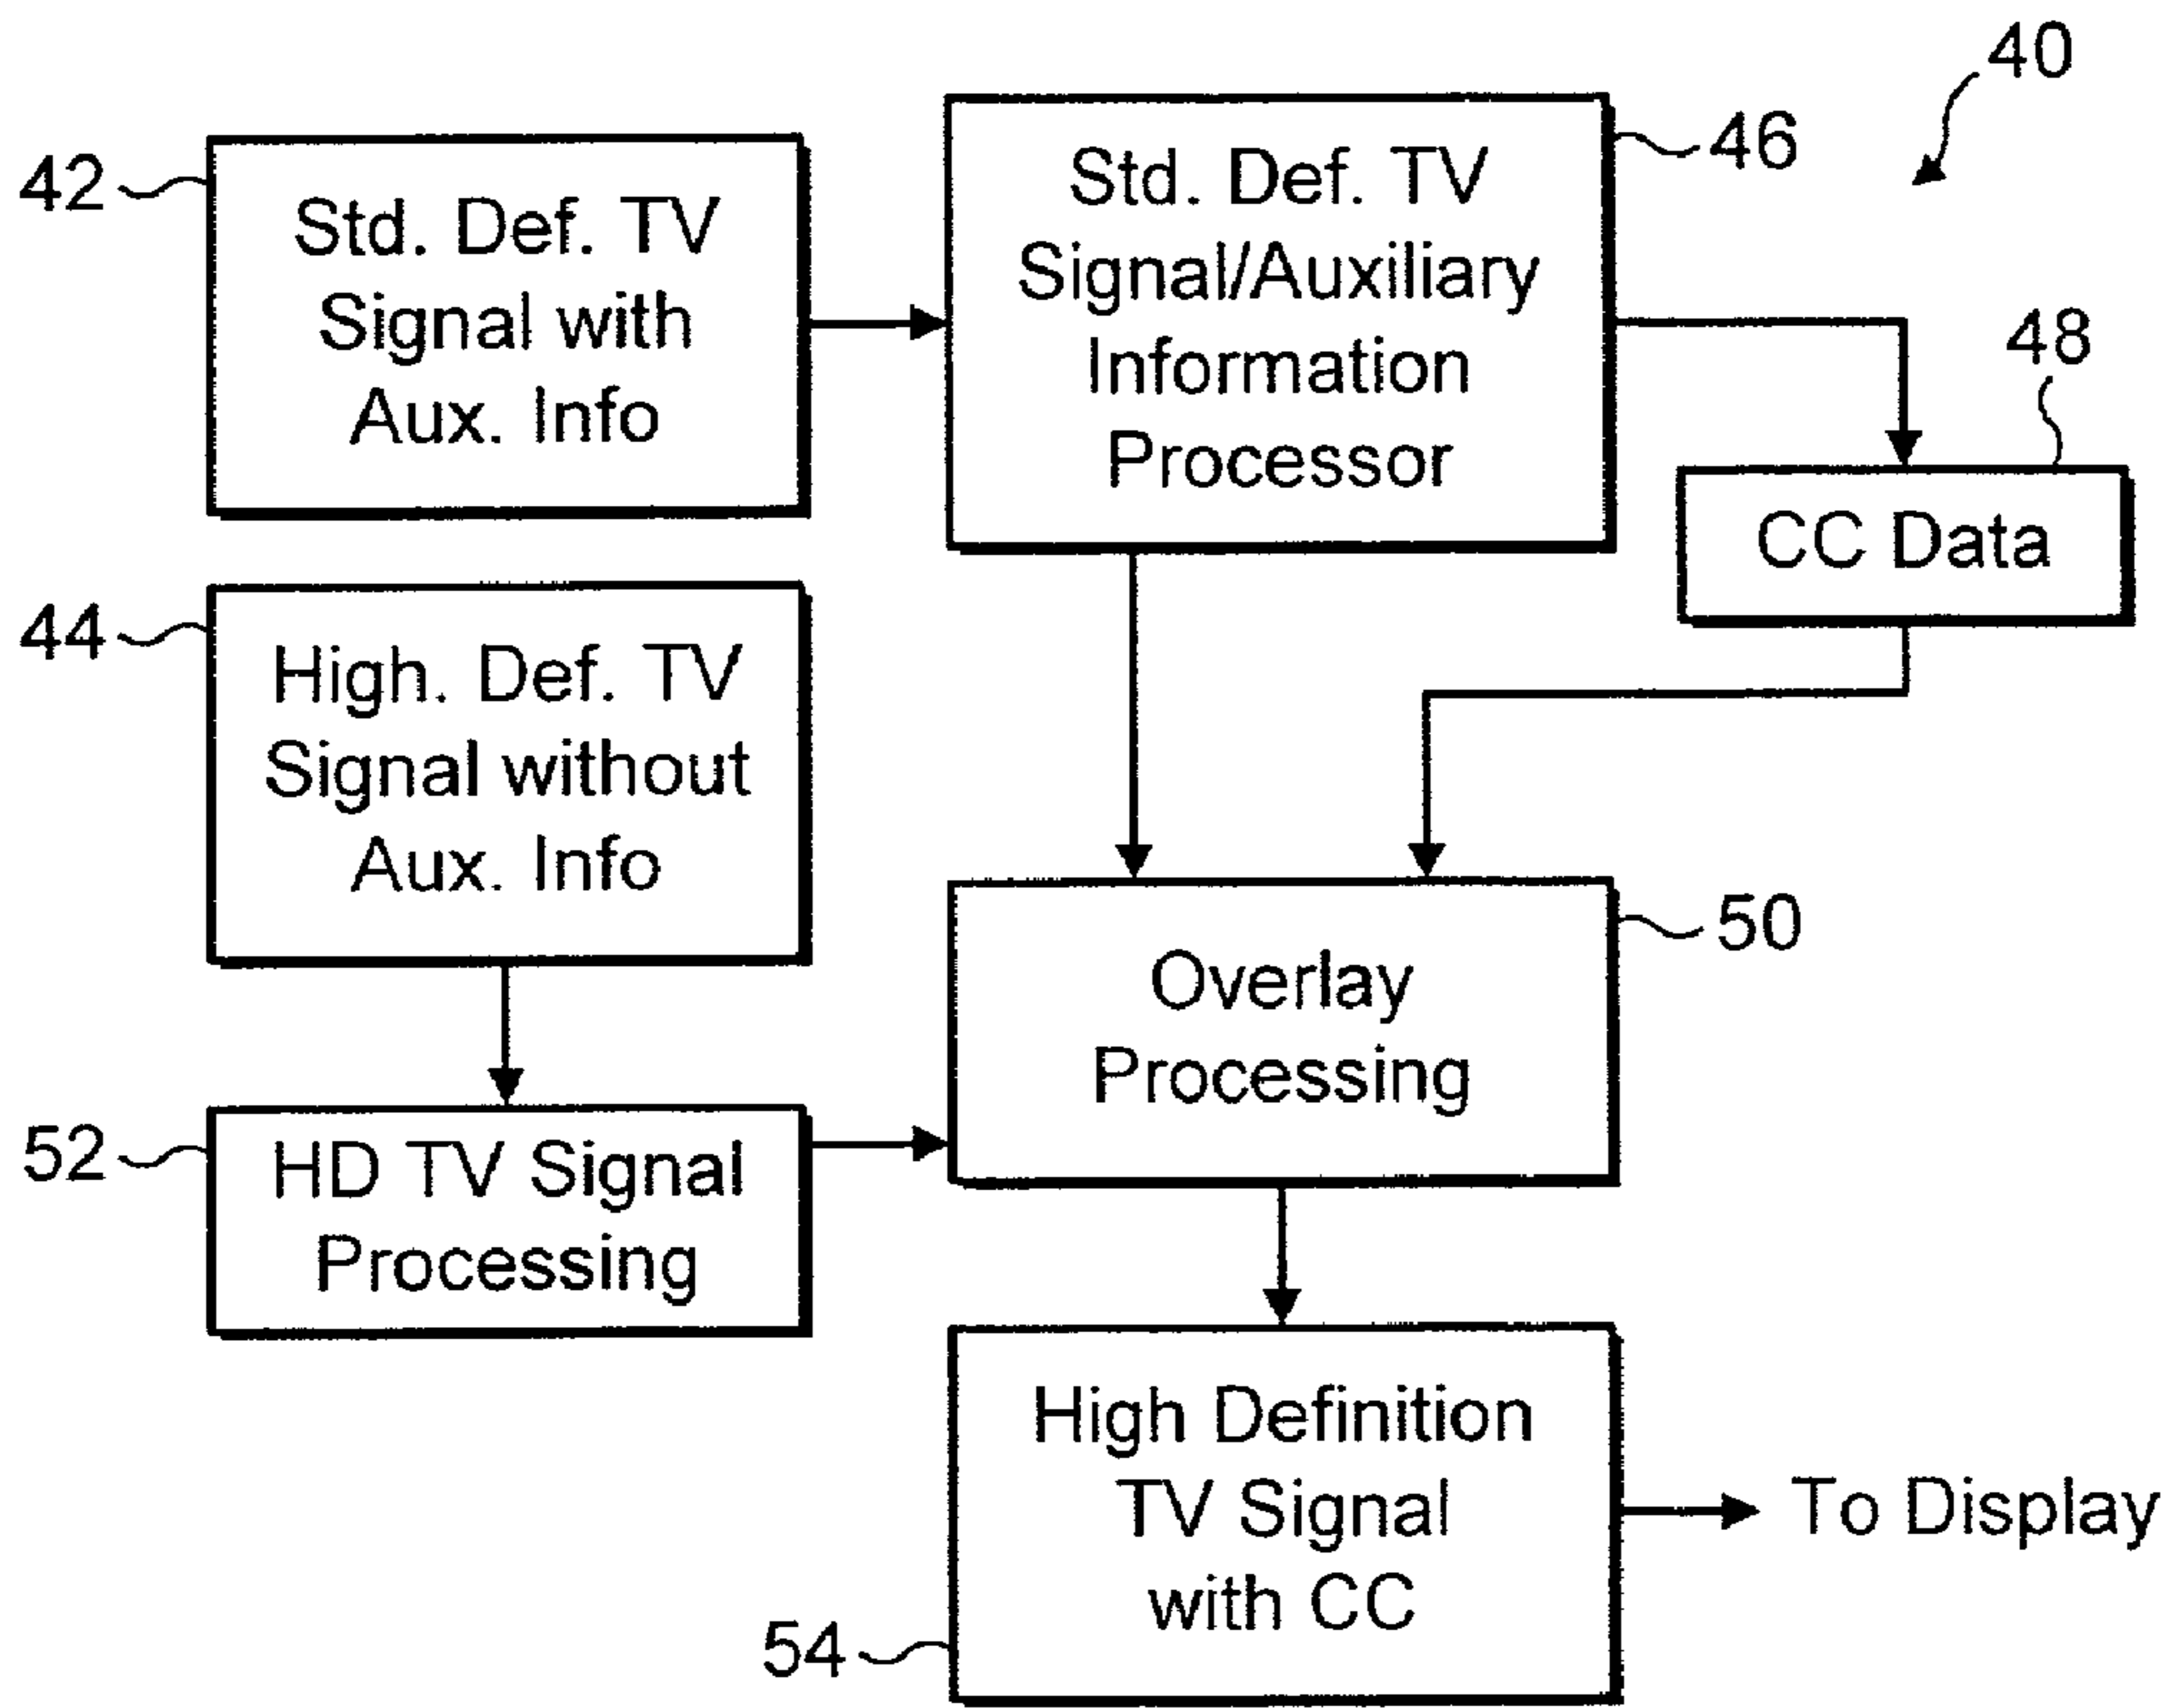 40
42
Std. Def. TV
Signal with
Aux. Info
46
Std. Def. TV
Signal/Auxiliary
Information
Processor
48
CC Data
44
High. Def. TV
Signal without
Aux. Info
50
Overlay
Processing
52
HD TV Signal
Processing
High Definition
TV Signal
with CC
54
To Display